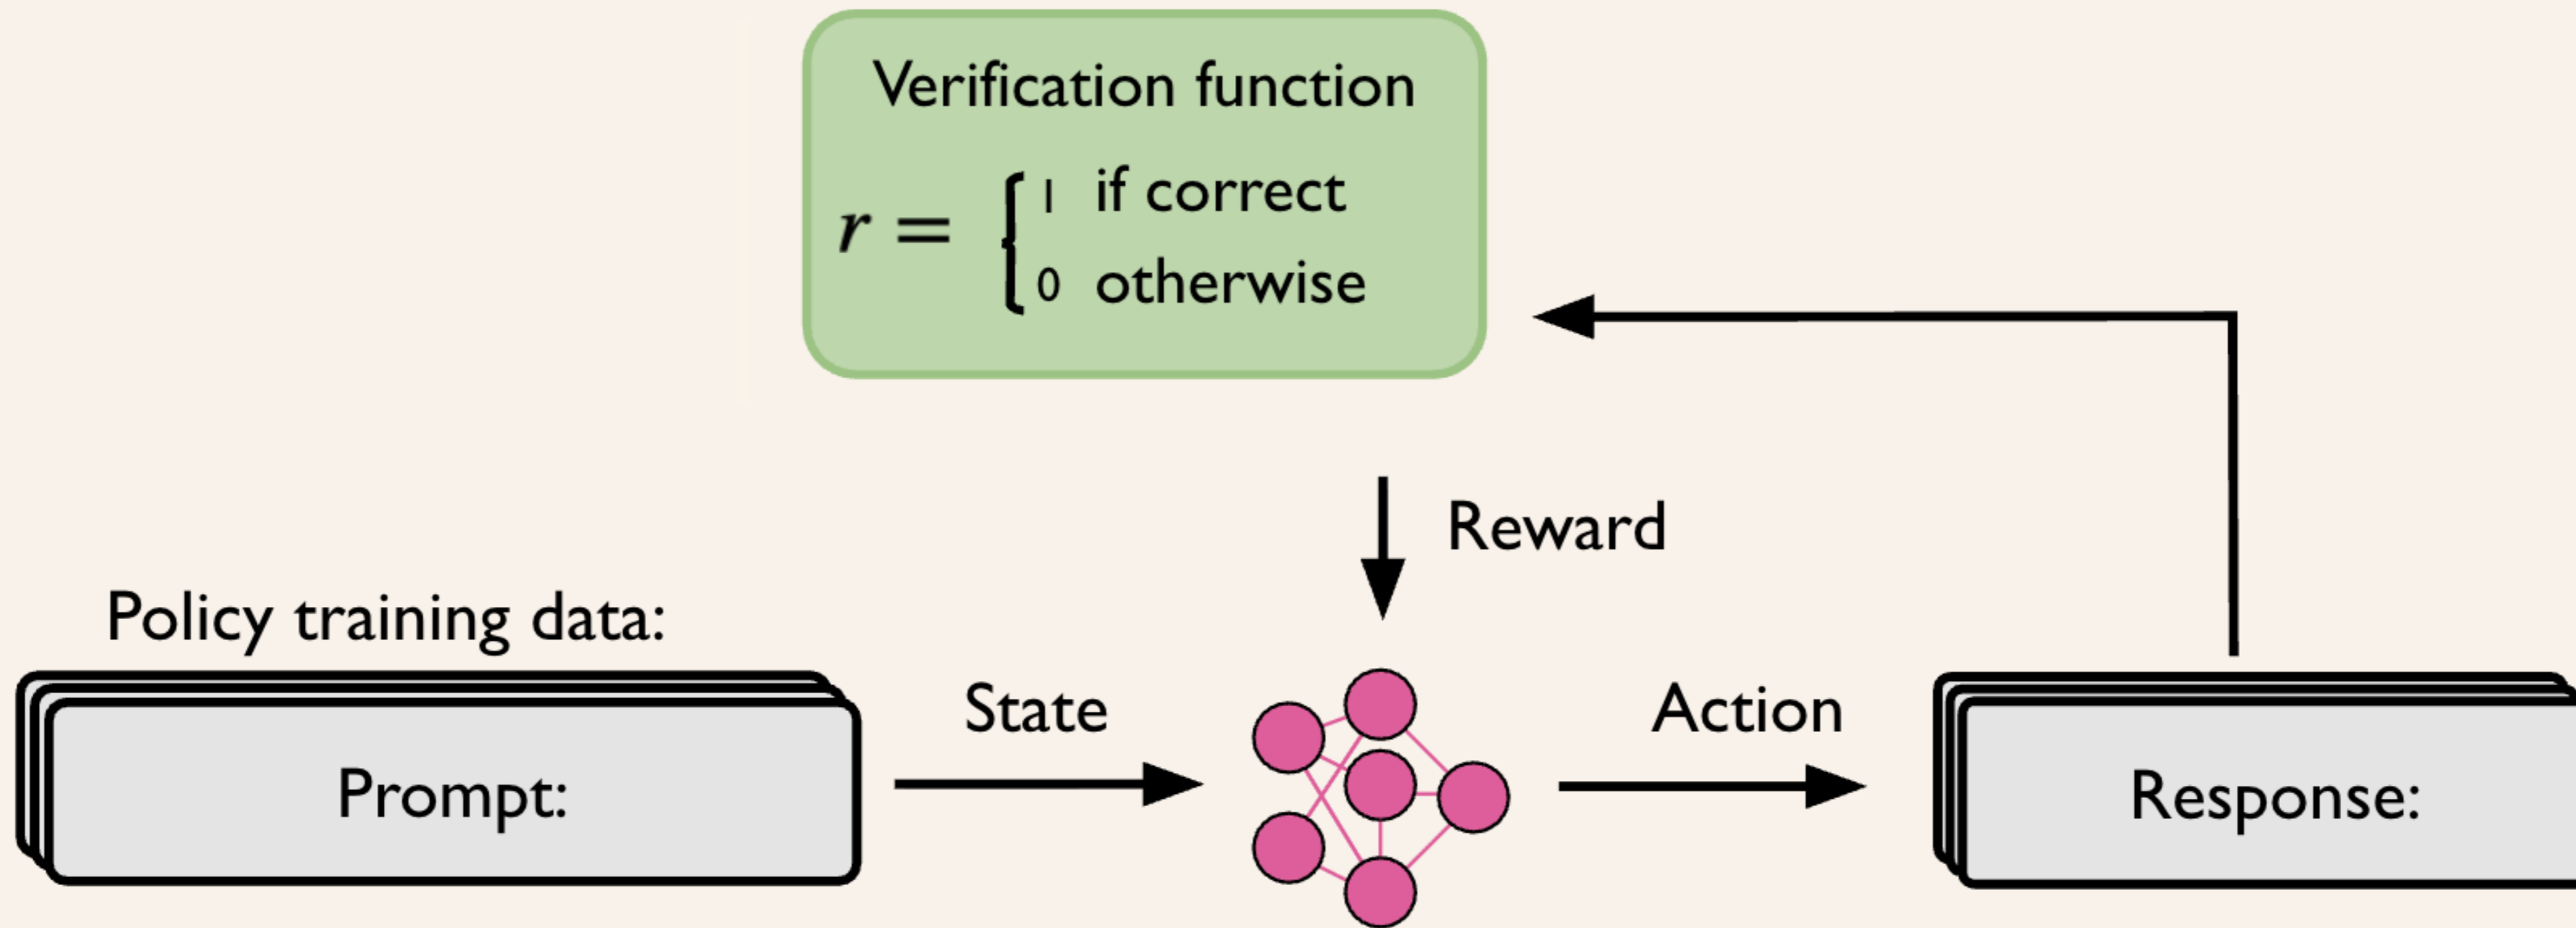 Verification function
r = { 1 if correct
0 otherwise
Reward
Policy training data:
State
Action
Prompt:
Response: